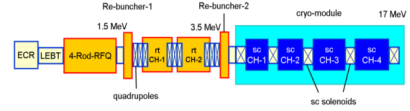 Re-buncher-1
Re-buncher-2
cryo-module
1.5 MeV
3.5 MeV
17 MeV
ECR
LEBT
4-Rod-RFQ
rt
CH-1
rt
CH-2
sc
CH-1
sc
CH-2
sc
CH-3
sc
CH-4
quadrupoles
sc solenoids